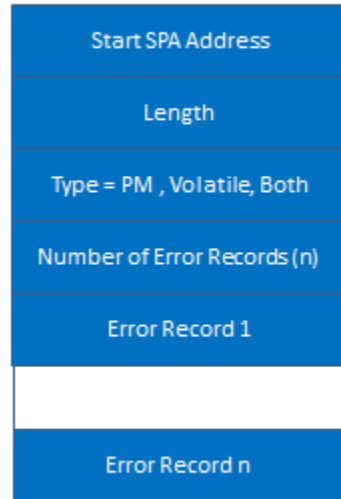 Start SPA Address
Length
Type = PM , Volatile, Both
Number of Error Records (n)
Error Record 1
Error Record n